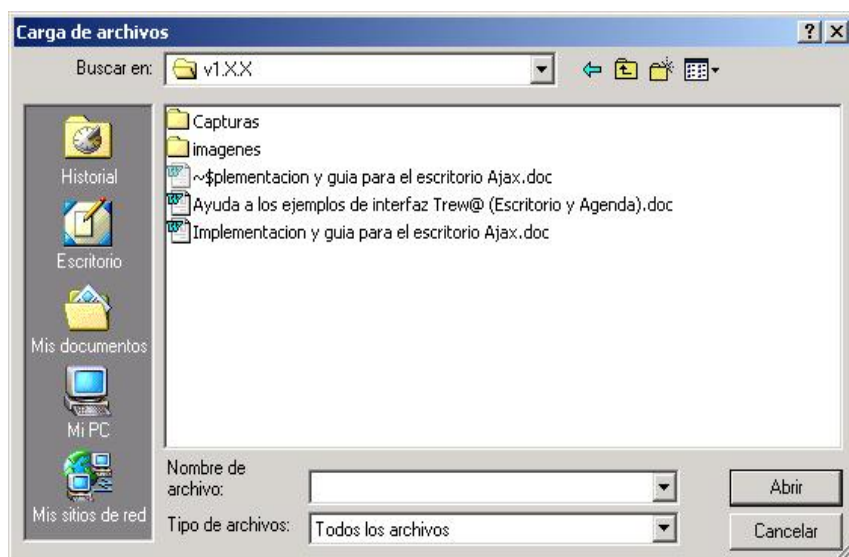 Carga de archivos
Buscar en:
v1.X.X
Historial
Escritorio
Mis documentos
Mi PC
Mis sitios de red
Capturas
imagenes
~$plementacion y guia para el escritorio Ajax.doc
Ayuda a los ejemplos de interfaz Trew@ (Escritorio y Agenda).doc
Implementacion y guia para el escritorio Ajax.doc
Nombre de
archivo:
Abrir
Tipo de archivos:
Todos los archivos
Cancelar